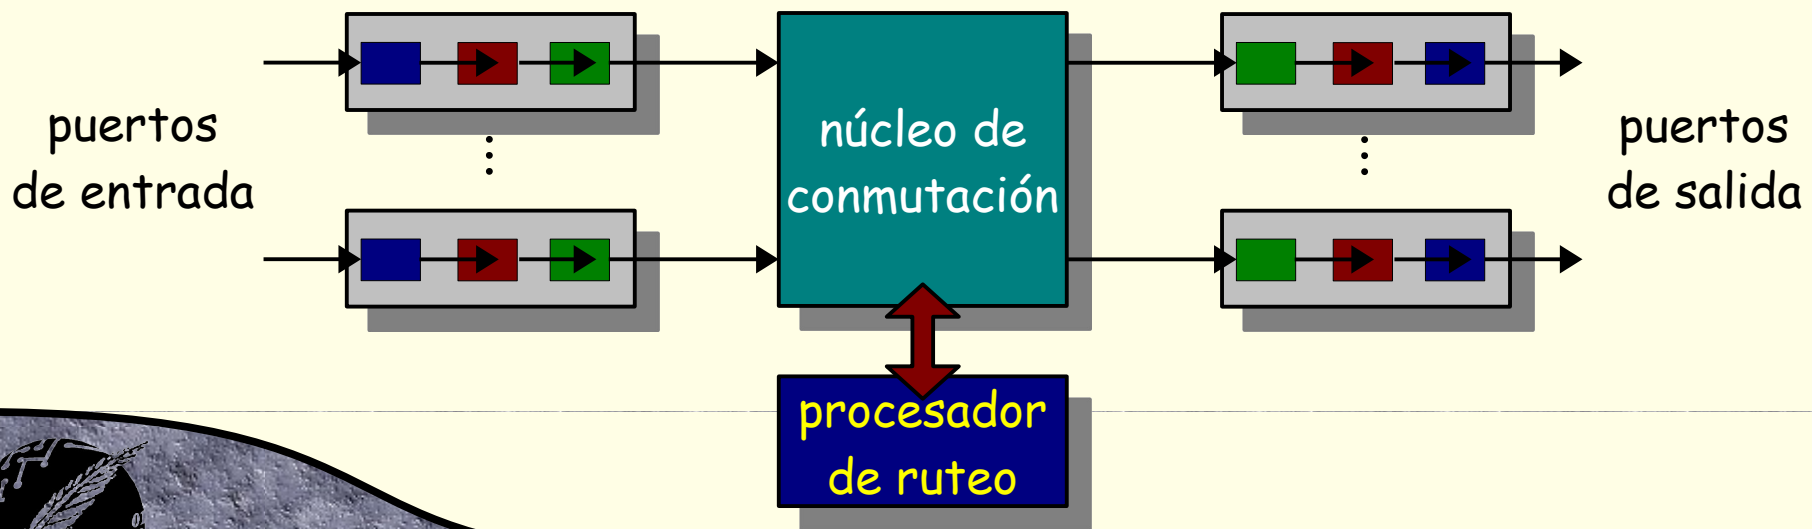 puertos
de entrada
núcleo de
conmutación
puertos
de salida
procesador
de ruteo